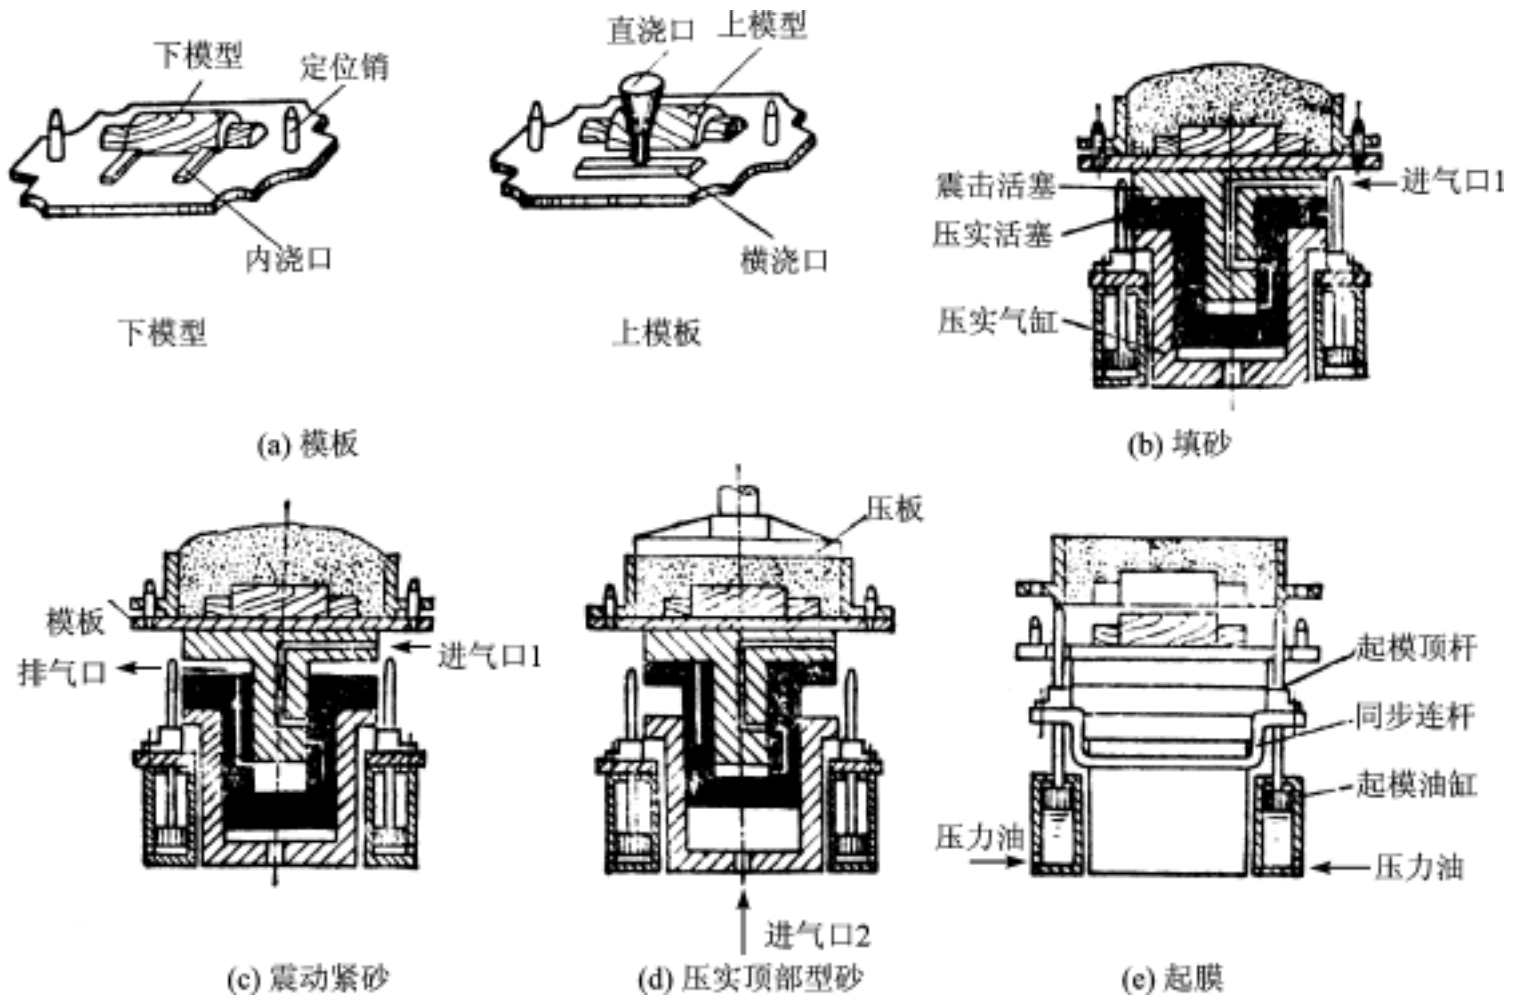 下模型
定位销
内浇口
下模型
直浇口
上模型
横浇口
上模板
(a) 模板
震击活塞
压实活塞
压实气缸
进气口1
(b) 填砂
模板
排气口
进气口1
(c) 震动紧砂
压板
进气口2
(d) 压实顶部型砂
起模顶杆
同步连杆
起模油缸
压力油
压力油
(e) 起膜